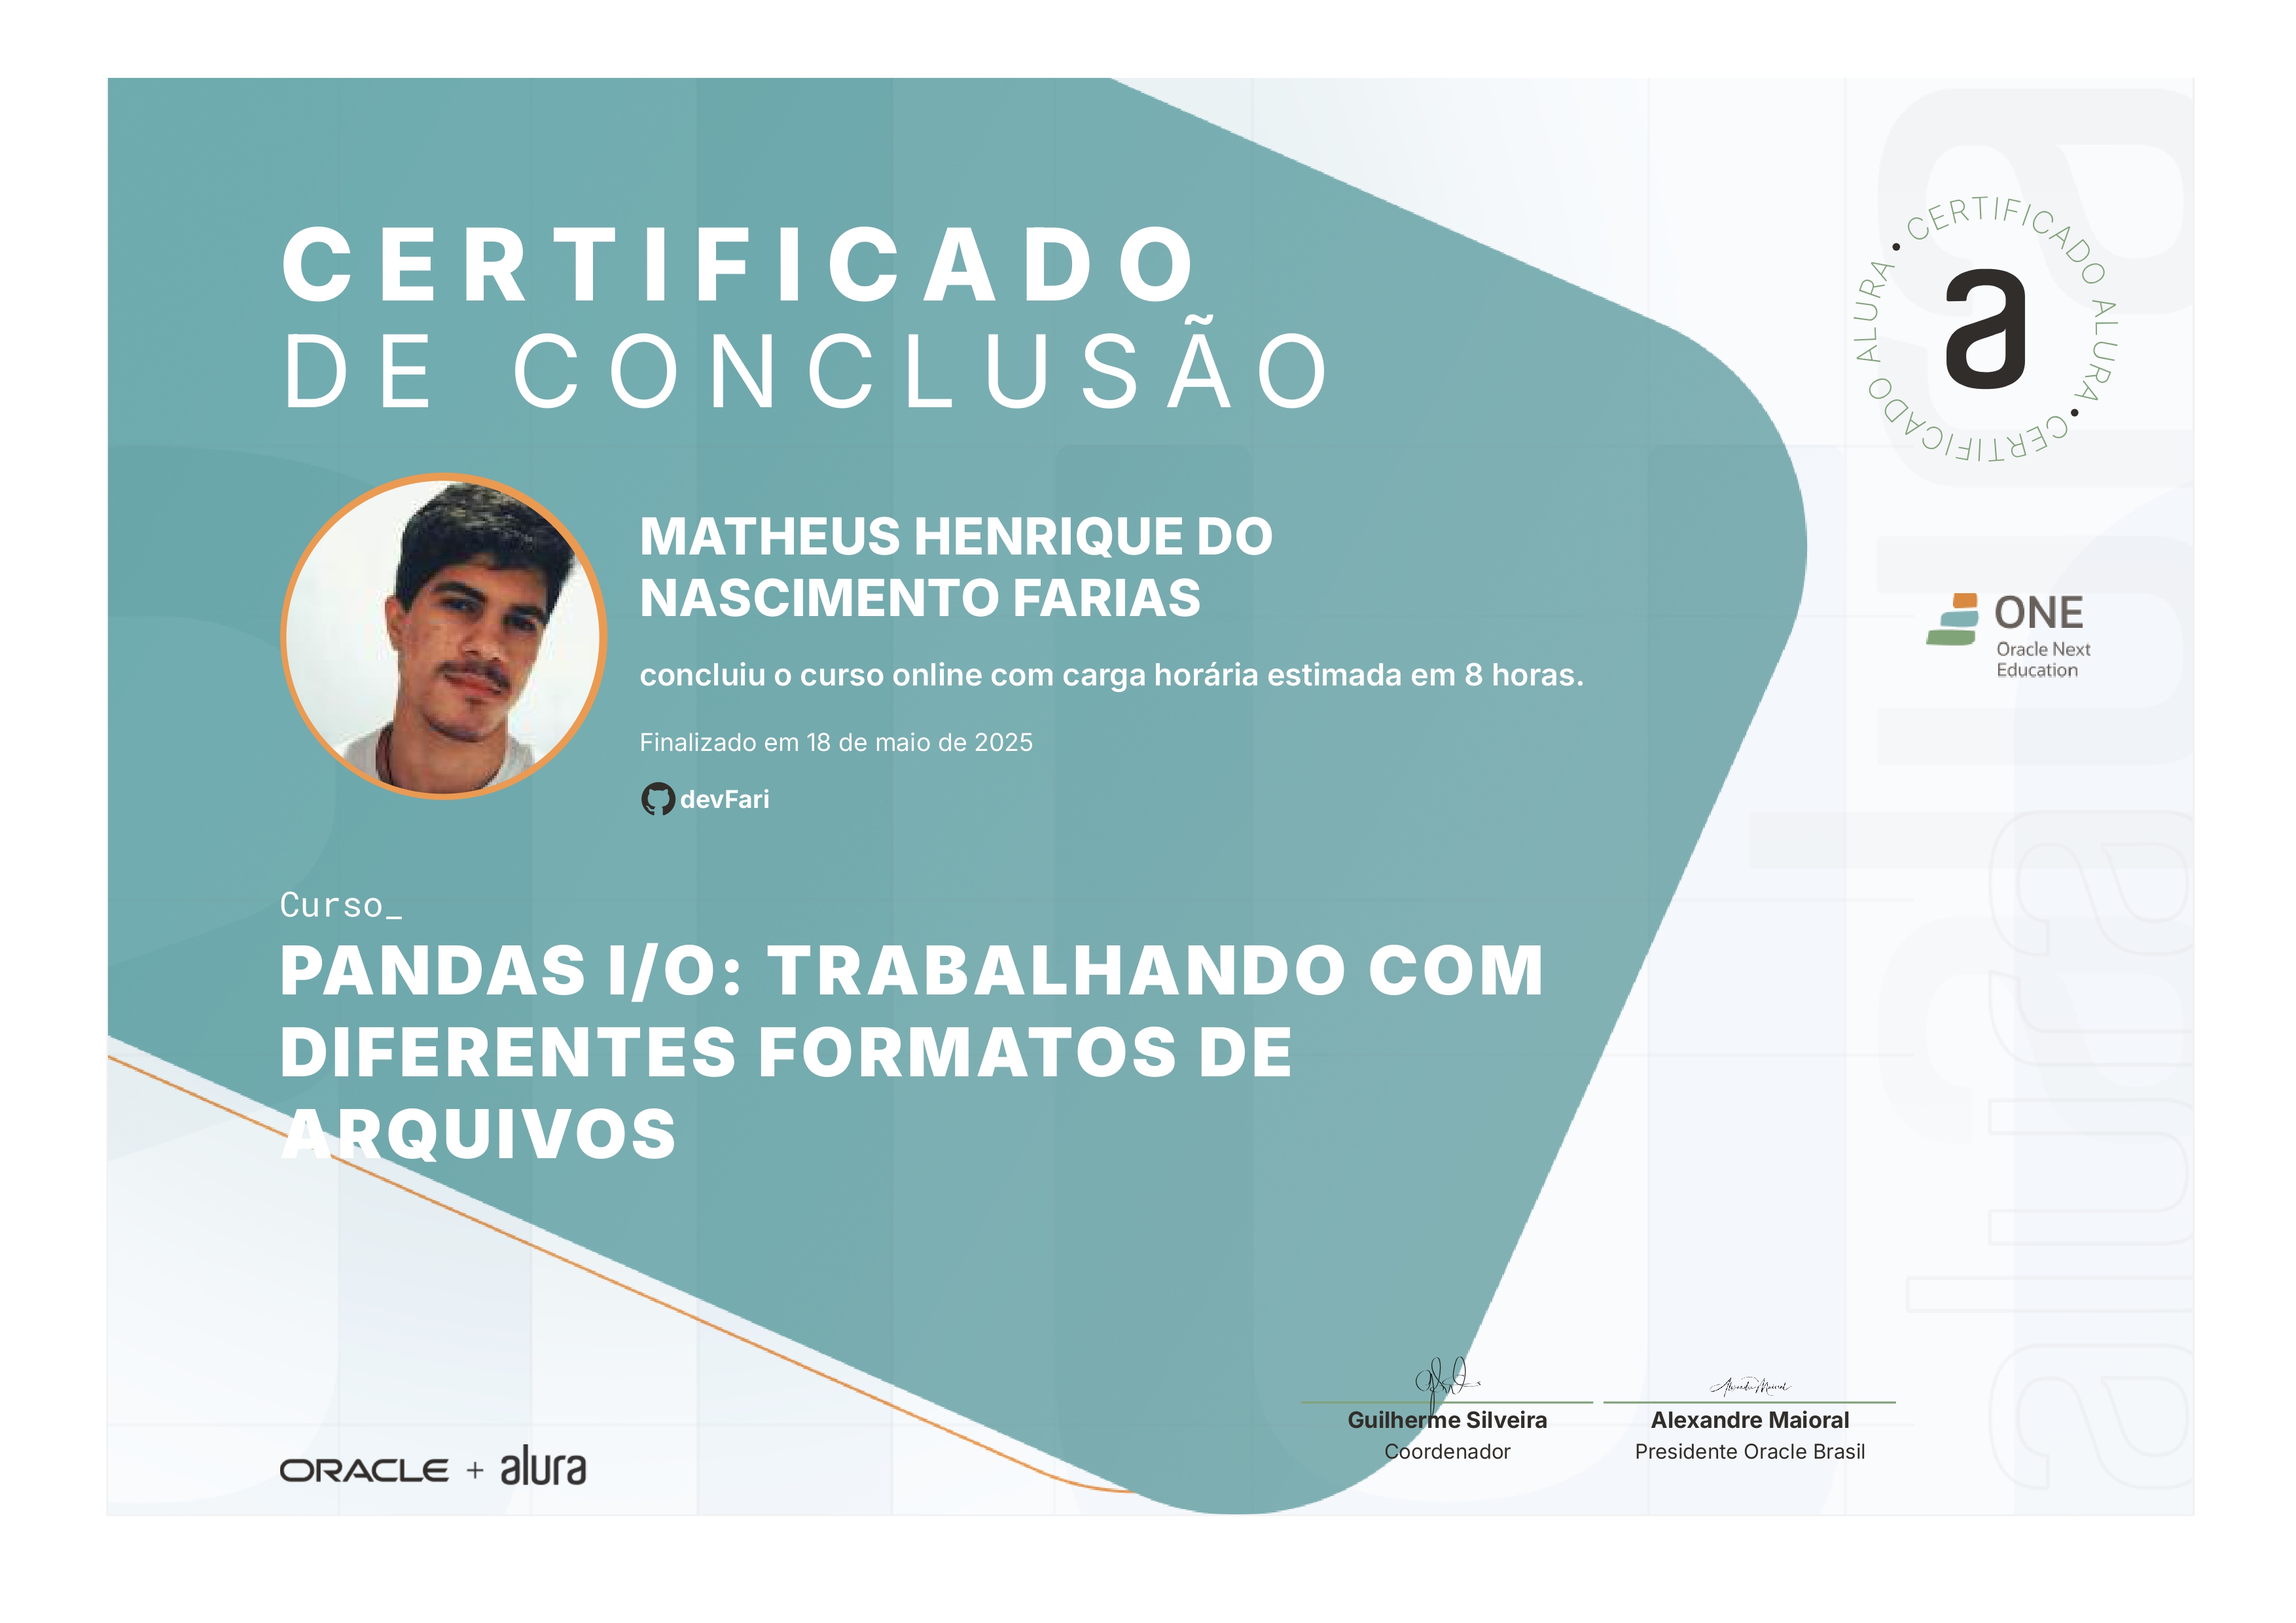 CERTIFICADO
DE CONCLUSÃO
• CERTIFICADO ALURA • CERTIFICADO ALURA
a
MATHEUS HENRIQUE DO
NASCIMENTO FARIAS
concluiu o curso online com carga horária estimada em 8 horas.
Finalizado em 18 de maio de 2025
devFari
ONE
Oracle Next
Education
Curso_
PANDAS I/O: TRABALHANDO COM
DIFERENTES FORMATOS DE
ARQUIVOS
Guilherme Silveira
Coordenador
Alexandre Maioral
Presidente Oracle Brasil
ORACLE + alura
alura
alura